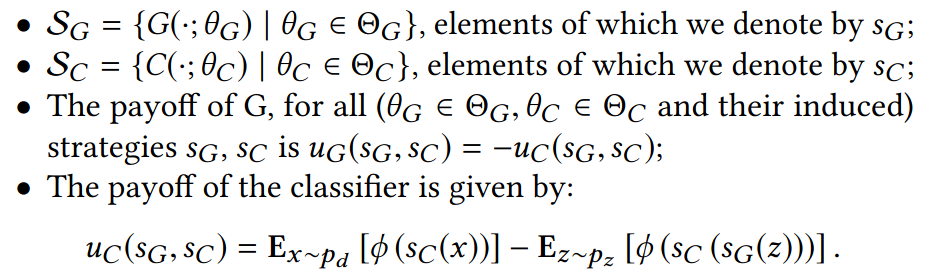 • 𝒮_G = {G(·; θ_G) | θ_G ∈ Θ_G}, elements of which we denote by s_G;
• 𝒮_C = {C(·; θ_C) | θ_C ∈ Θ_C}, elements of which we denote by s_C;
• The payoff of G, for all (θ_G ∈ Θ_G, θ_C ∈ Θ_C and their induced)
strategies s_G, s_C is u_G(s_G, s_C) = −u_C(s_G, s_C);
• The payoff of the classifier is given by:
u_C(s_G, s_C) = E_{x∼p_d} [ϕ (s_C(x))] − E_{z∼p_z} [ϕ (s_C (s_G(z)))] .